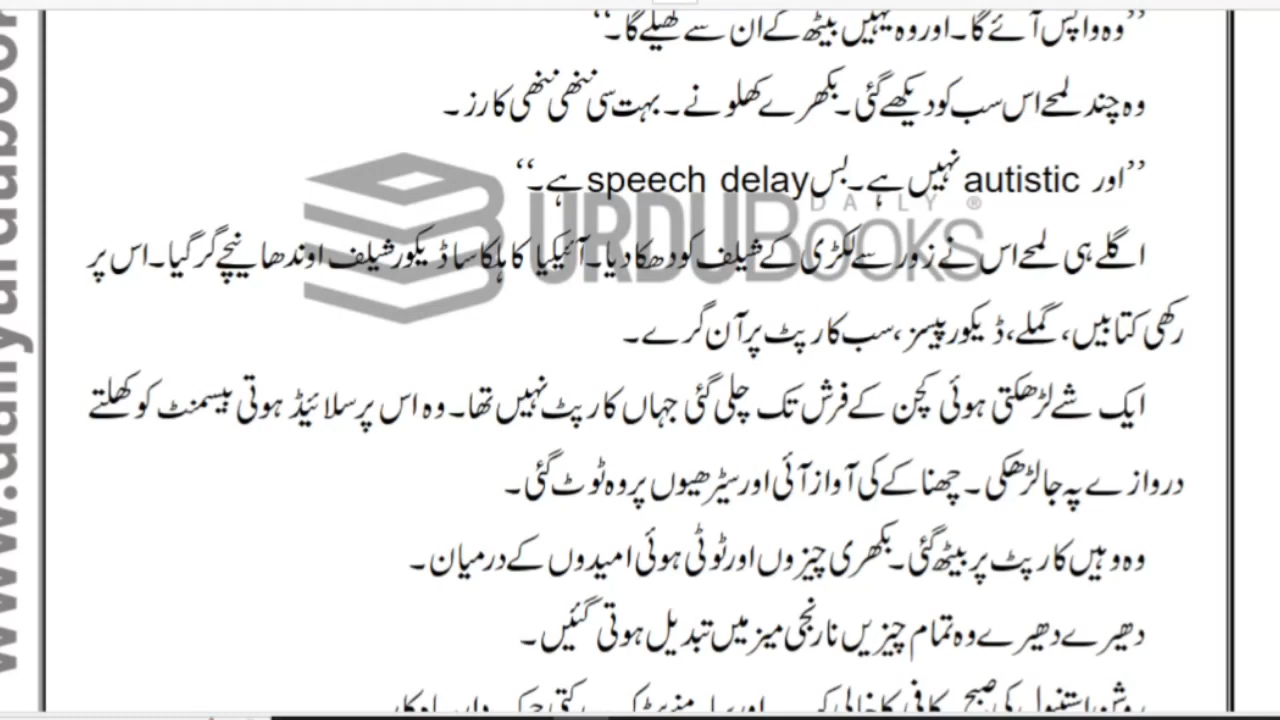 ’’وہ واپس آئے گا۔ اور وہ یہیں بیٹھ کے ان سے کھیلے گا۔‘‘
وہ چند لمحے اس سب کو دیکھے گئی۔ بکھرے کھلونے۔ بہت سی ننھی ننھی کارز۔
’’اور autistic نہیں ہے۔ بس speech delay ہے۔‘‘
DAILY ®
URDUBOOKS
اگلے ہی لمحے اس نے زور سے لکڑی کے شیلف کو دھکا دیا۔ آئیکیا کا ہلکا سا ڈیکور شیلف اوندھا نیچے گر گیا۔ اس پر
رکھی کتابیں، گملے، ڈیکور پیسز، سب کارپٹ پر آن گرے۔
ایک شے لڑھکتی ہوئی کچن کے فرش تک چلی گئی جہاں کارپٹ نہیں تھا۔ وہ اس پر سلائیڈ ہوتی بیسمنٹ کو کھلتے
دروازے پہ جا لڑھکی۔ چھناکے کی آواز آئی اور سیڑھیوں پر وہ ٹوٹ گئی۔
وہ وہیں کارپٹ پر بیٹھ گئی۔ بکھری چیزوں اور ٹوٹی ہوئی امیدوں کے درمیان۔
دھیرے دھیرے وہ تمام چیزیں نارنجی میز میں تبدیل ہوتی گئیں۔
www.dailyurduboo